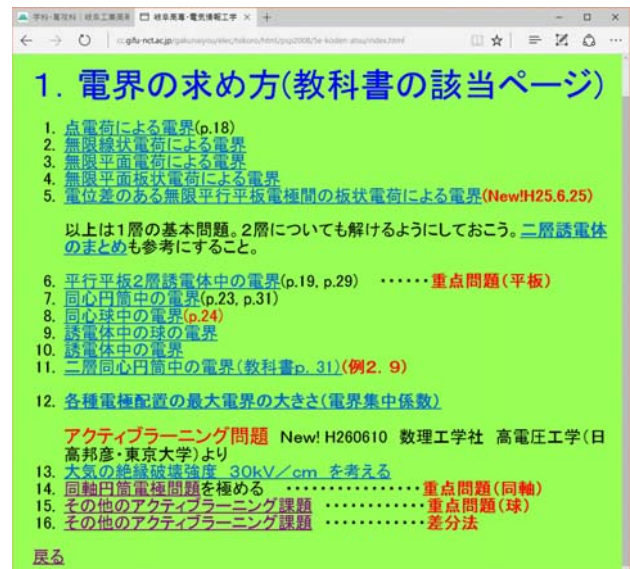 学科・専攻科 | 岐阜工業高専
岐阜高専・電気情報工学
1. 電界の求め方(教科書の該当ページ)
1. 点電荷による電界(p.18)
2. 無限線状電荷による電界
3. 無限平面電荷による電界
4. 無限平面板状電荷による電界
5. 電位差のある無限平行平板電極間の板状電荷による電界(New!H25.6.25)
以上は1層の基本問題。2層についても解けるようにしておこう。二層誘電体
のまとめも参考にすること。
6. 平行平板2層誘電体中の電界(p.19, p.29) ・・・・・・重点問題(平板)
7. 同心円筒中の電界(p.23, p.31)
8. 同心球中の電界(p.24)
9. 誘電体中の球の電界
10. 誘電体中の電界
11. 二層同心円筒中の電界(教科書p. 31)(例2. 9)
12. 各種電極配置の最大電界の大きさ(電界集中係数)
アクティブラーニング問題 New! H260610 数理工学社 高電圧工学(日
高邦彦・東京大学)より
13. 大気の絶縁破壊強度 30kV/cm を考える
14. 同軸円筒電極問題を極める ・・・・・・・・・・・・・・・・重点問題(同軸)
15. その他のアクティブラーニング課題 ・・・・・・・・・・・・重点問題(球)
16. その他のアクティブラーニング課題 ・・・・・・・・・・・・差分法
戻る